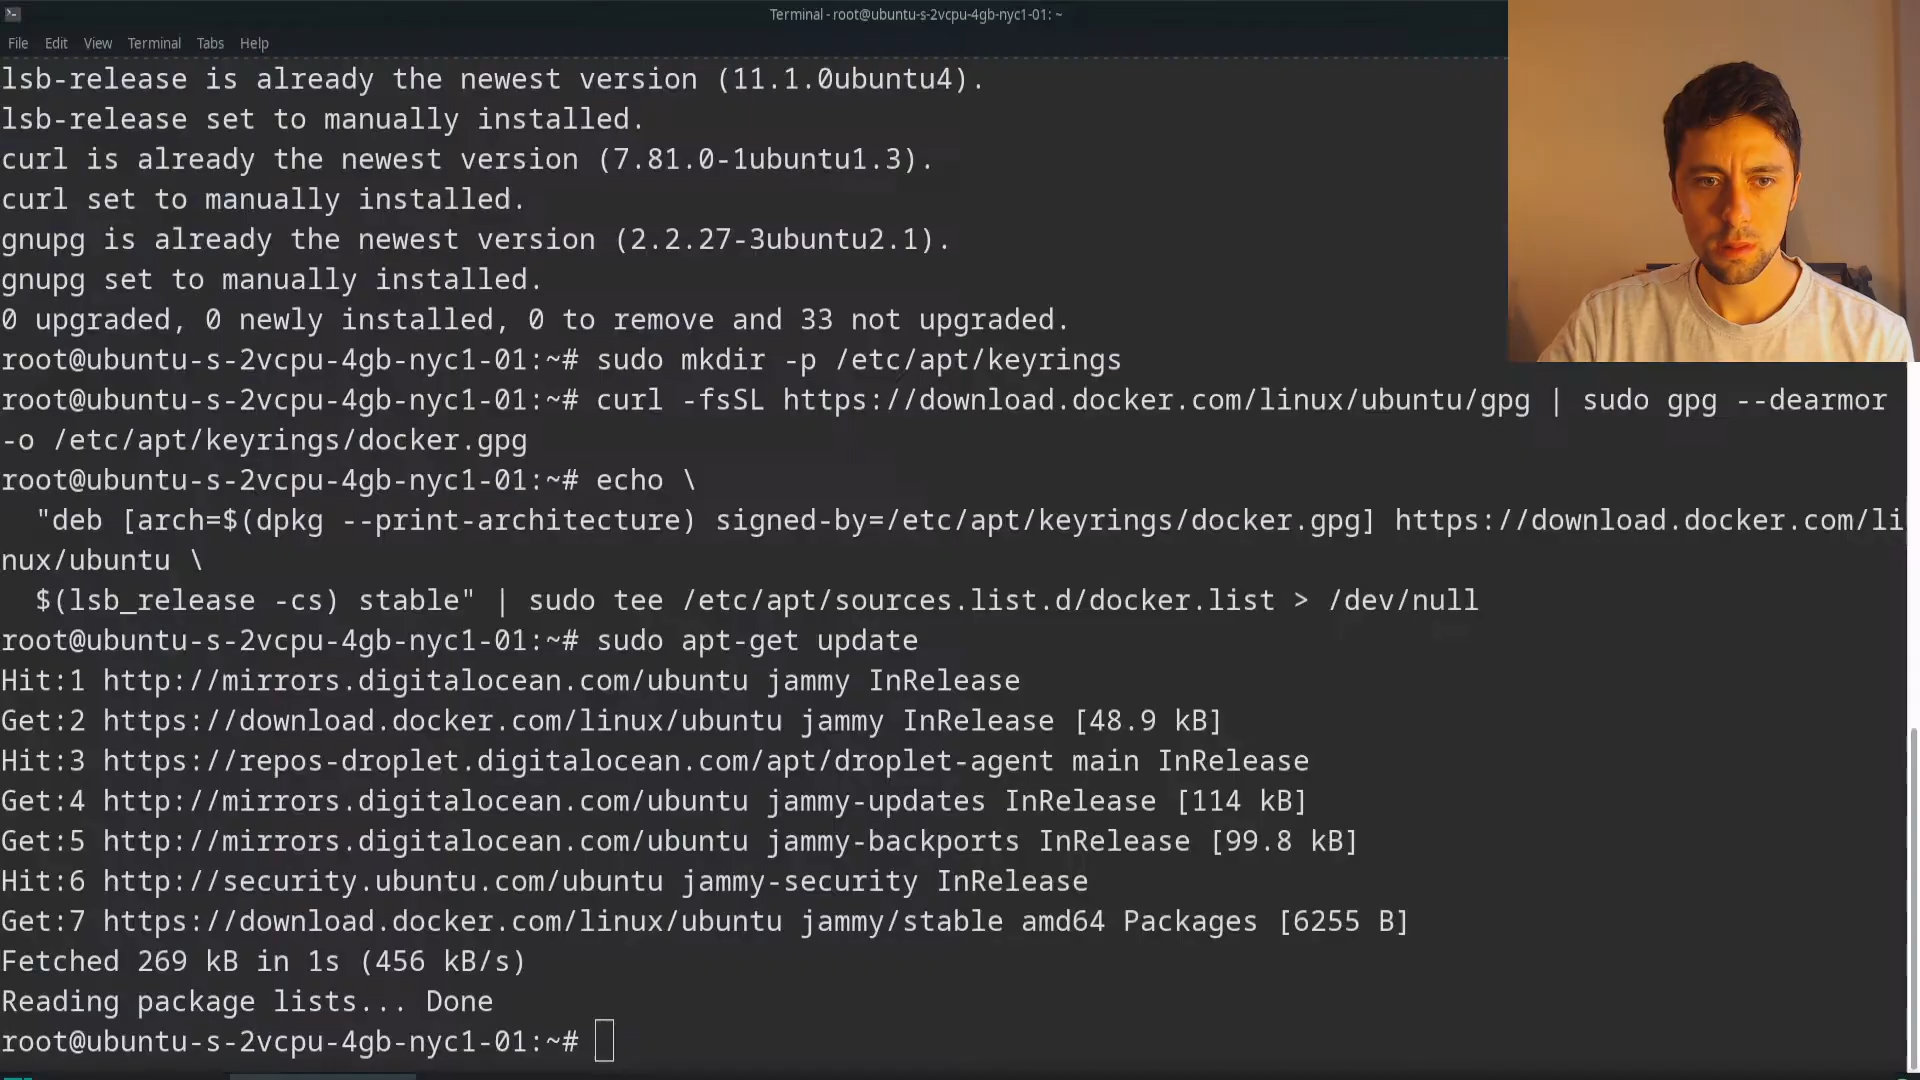 Terminal - root@ubuntu-s-2vcpu-4gb-nyc1-01: ~
File Edit View Terminal Tabs Help
lsb-release is already the newest version (11.1.0ubuntu4).
lsb-release set to manually installed.
curl is already the newest version (7.81.0-1ubuntu1.3).
curl set to manually installed.
gnupg is already the newest version (2.2.27-3ubuntu2.1).
gnupg set to manually installed.
0 upgraded, 0 newly installed, 0 to remove and 33 not upgraded.
root@ubuntu-s-2vcpu-4gb-nyc1-01:~# sudo mkdir -p /etc/apt/keyrings
root@ubuntu-s-2vcpu-4gb-nyc1-01:~# curl -fsSL https://download.docker.com/linux/ubuntu/gpg | sudo gpg --dearmor
-o /etc/apt/keyrings/docker.gpg
root@ubuntu-s-2vcpu-4gb-nyc1-01:~# echo \
  "deb [arch=$(dpkg --print-architecture) signed-by=/etc/apt/keyrings/docker.gpg] https://download.docker.com/li
nux/ubuntu \
  $(lsb_release -cs) stable" | sudo tee /etc/apt/sources.list.d/docker.list > /dev/null
root@ubuntu-s-2vcpu-4gb-nyc1-01:~# sudo apt-get update
Hit:1 http://mirrors.digitalocean.com/ubuntu jammy InRelease
Get:2 https://download.docker.com/linux/ubuntu jammy InRelease [48.9 kB]
Hit:3 https://repos-droplet.digitalocean.com/apt/droplet-agent main InRelease
Get:4 http://mirrors.digitalocean.com/ubuntu jammy-updates InRelease [114 kB]
Get:5 http://mirrors.digitalocean.com/ubuntu jammy-backports InRelease [99.8 kB]
Hit:6 http://security.ubuntu.com/ubuntu jammy-security InRelease
Get:7 https://download.docker.com/linux/ubuntu jammy/stable amd64 Packages [6255 B]
Fetched 269 kB in 1s (456 kB/s)
Reading package lists... Done
root@ubuntu-s-2vcpu-4gb-nyc1-01:~#